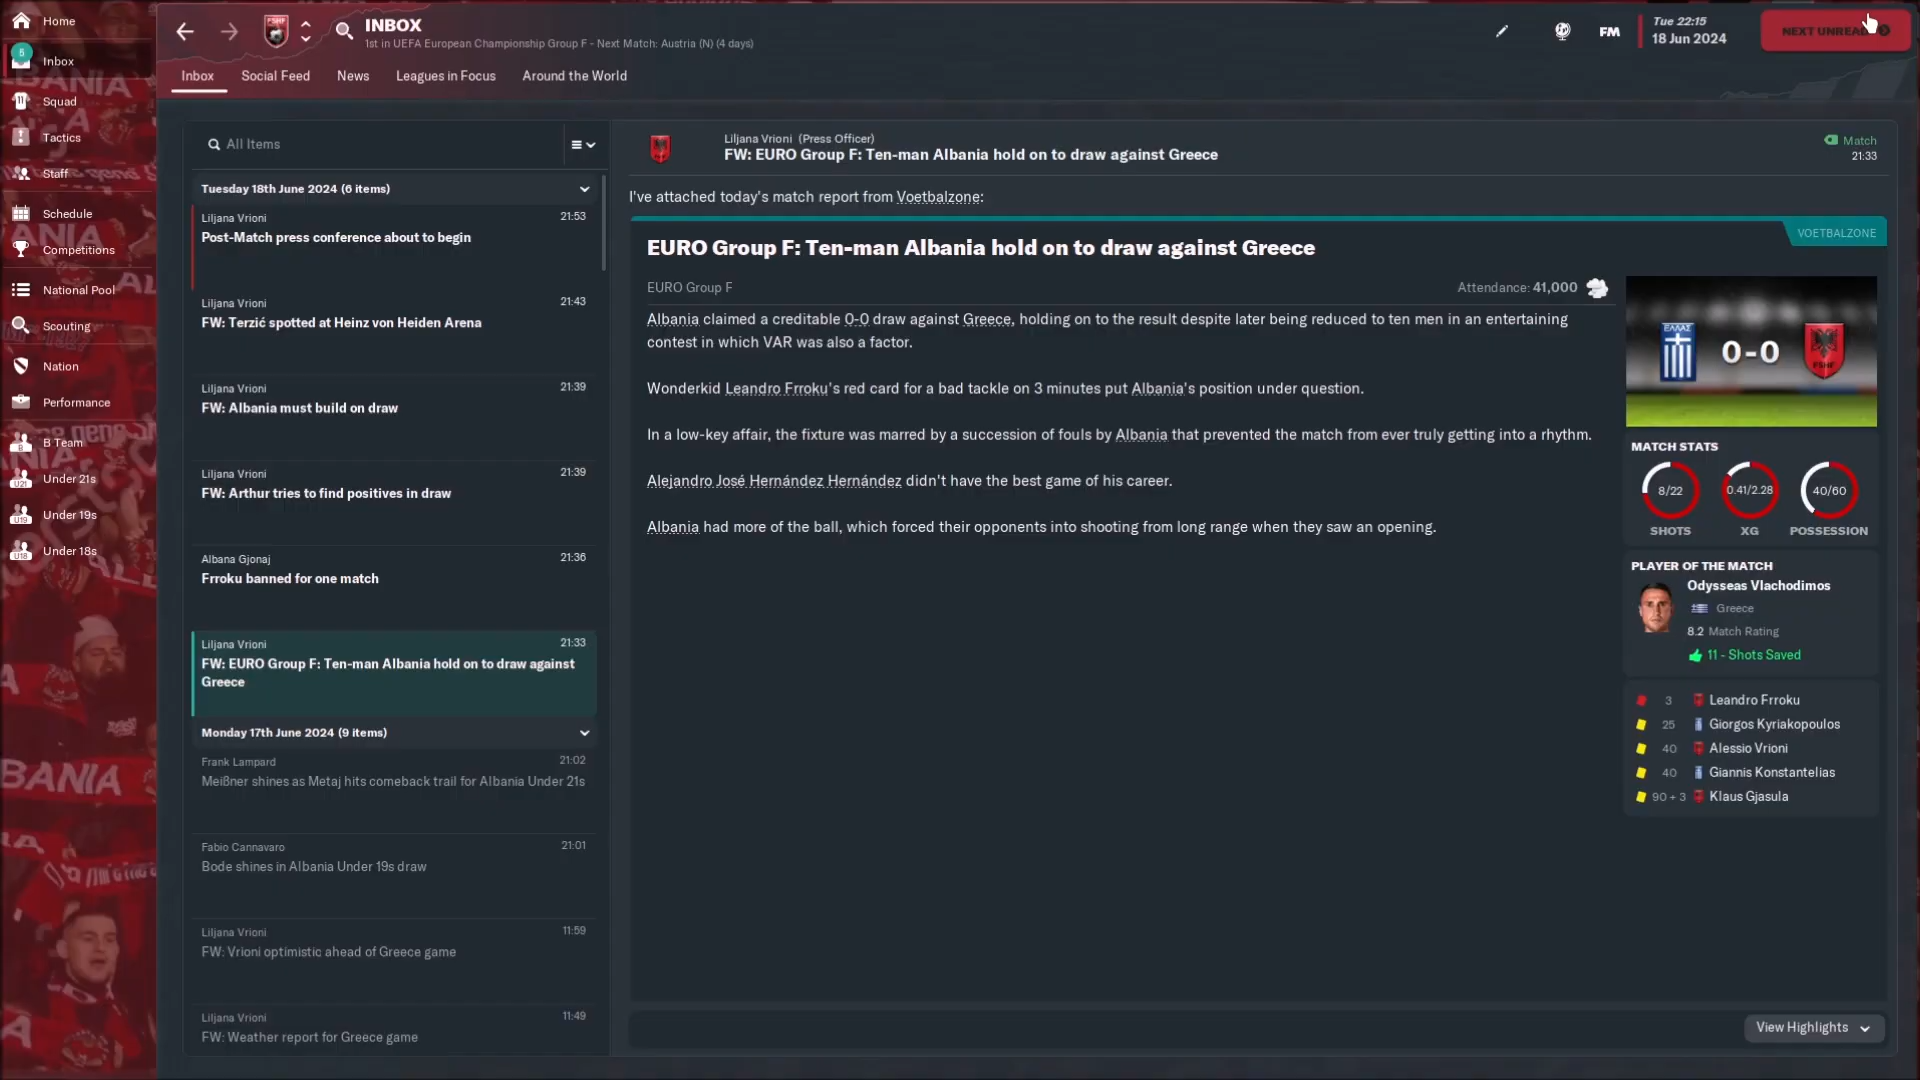 Home
Inbox
5
Squad
Tactics
Staff
Schedule
Competitions
National Pool
Scouting
Nation
Performance
B Team
Under 21s
Under 19s
Under 18s
INBOX
1st in UEFA European Championship Group F - Next Match: Austria (N) (4 days)
FM
Tue 22:15
18 Jun 2024
NEXT UNREAD
Inbox
Social Feed
News
Leagues in Focus
Around the World
All Items
Tuesday 18th June 2024 (6 items)
Liljana Vrioni 21:53
Post-Match press conference about to begin
Liljana Vrioni 21:43
FW: Terzić spotted at Heinz von Heiden Arena
Liljana Vrioni 21:39
FW: Albania must build on draw
Liljana Vrioni 21:39
FW: Arthur tries to find positives in draw
Albana Gjonaj 21:36
Frroku banned for one match
Liljana Vrioni 21:33
FW: EURO Group F: Ten-man Albania hold on to draw against
Greece
Monday 17th June 2024 (9 items)
Frank Lampard 21:02
Meißner shines as Metaj hits comeback trail for Albania Under 21s
Fabio Cannavaro 21:01
Bode shines in Albania Under 19s draw
Liljana Vrioni 11:59
FW: Vrioni optimistic ahead of Greece game
Liljana Vrioni 11:49
FW: Weather report for Greece game
Liljana Vrioni (Press Officer)
FW: EURO Group F: Ten-man Albania hold on to draw against Greece
Match
21:33
I've attached today's match report from Voetbalzone:
VOETBALZONE
EURO Group F: Ten-man Albania hold on to draw against Greece
EURO Group F
Attendance: 41,000
Albania claimed a creditable 0-0 draw against Greece, holding on to the result despite later being reduced to ten men in an entertaining
contest in which VAR was also a factor.
Wonderkid Leandro Frroku's red card for a bad tackle on 3 minutes put Albania's position under question.
In a low-key affair, the fixture was marred by a succession of fouls by Albania that prevented the match from ever truly getting into a rhythm.
Alejandro José Hernández Hernández didn't have the best game of his career.
Albania had more of the ball, which forced their opponents into shooting from long range when they saw an opening.
0-0
MATCH STATS
8/22
0.41/2.28
40/60
SHOTS
XG
POSSESSION
PLAYER OF THE MATCH
Odysseas Vlachodimos
Greece
8.2 Match Rating
11 - Shots Saved
3 Leandro Frroku
25 Giorgos Kyriakopoulos
40 Alessio Vrioni
40 Giannis Konstantelias
90 + 3 Klaus Gjasula
View Highlights